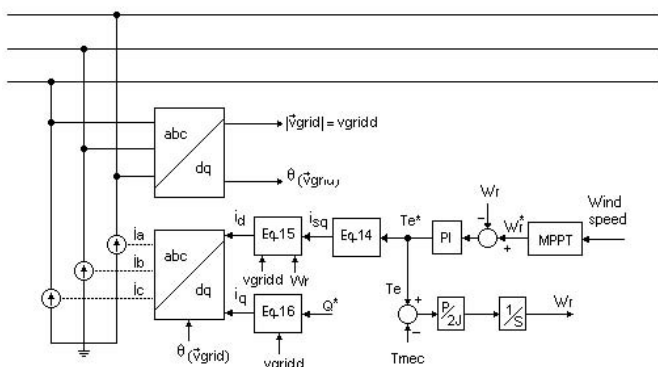 abc
dq
|v⃗grid| = vgridd
θ(v⃗grid)
Wr
Wind
speed
ia
ib
ic
abc
dq
id
Eq.15
isq
Eq.14
Te*
PI
Wr*
MPPT
vgridd
Wr
iq
Eq.16
Q*
Te
P/2J
1/S
Wr
θ(v⃗grid)
vgridd
Tmec
+
−
+
−